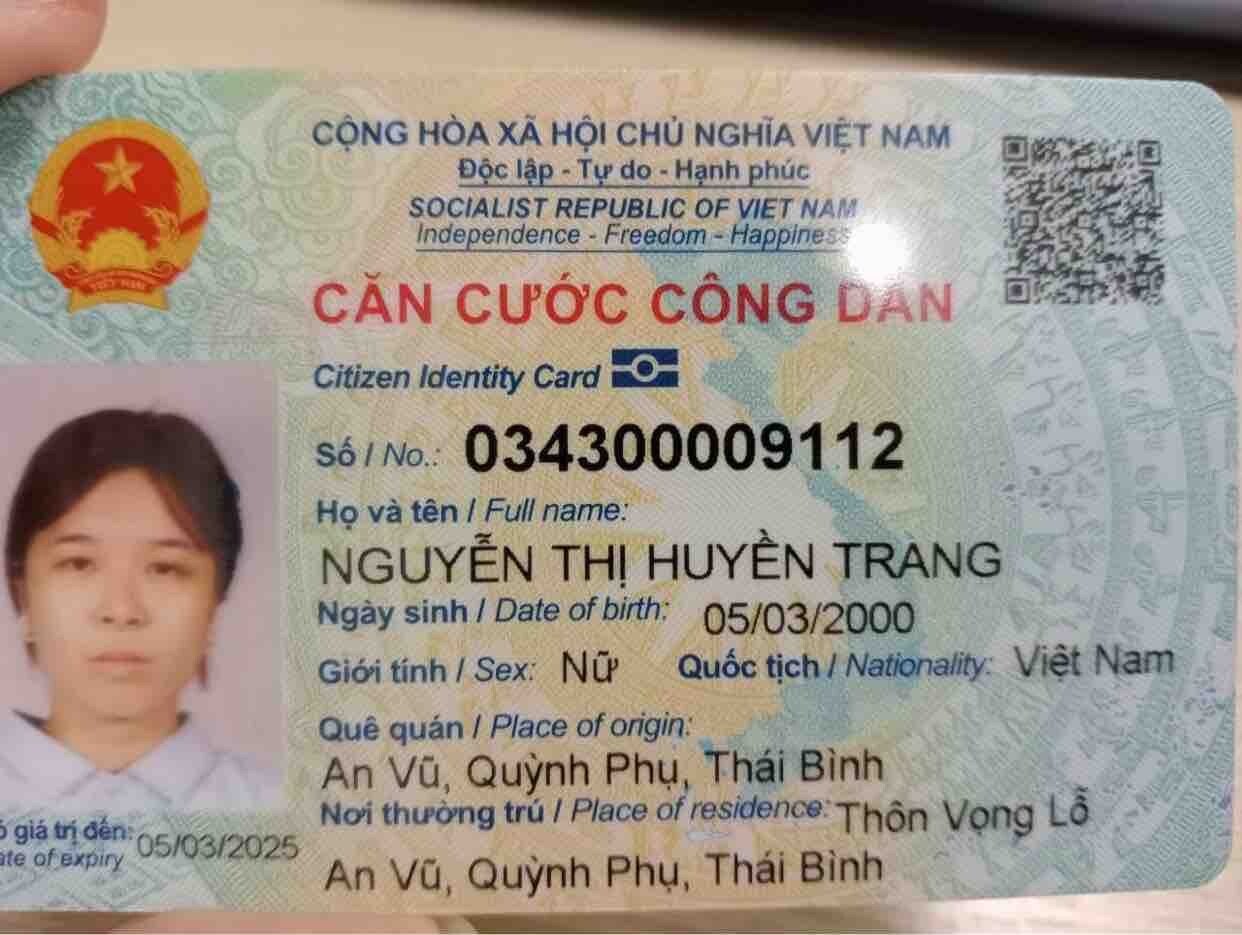 CỘNG HÒA XÃ HỘI CHỦ NGHĨA VIỆT NAM
Độc lập - Tự do - Hạnh phúc
SOCIALIST REPUBLIC OF VIET NAM
Independence - Freedom - Happiness
CĂN CƯỚC CÔNG DÂN
Citizen Identity Card
Số / No.: 034300009112
Họ và tên / Full name:
NGUYỄN THỊ HUYỀN TRANG
Ngày sinh / Date of birth: 05/03/2000
Giới tính / Sex: Nữ Quốc tịch / Nationality: Việt Nam
Quê quán / Place of origin:
An Vũ, Quỳnh Phụ, Thái Bình
Nơi thường trú / Place of residence: Thôn Vọng Lỗ
An Vũ, Quỳnh Phụ, Thái Bình
giá trị đến: 05/03/2025
of expiry
VIỆT NAM